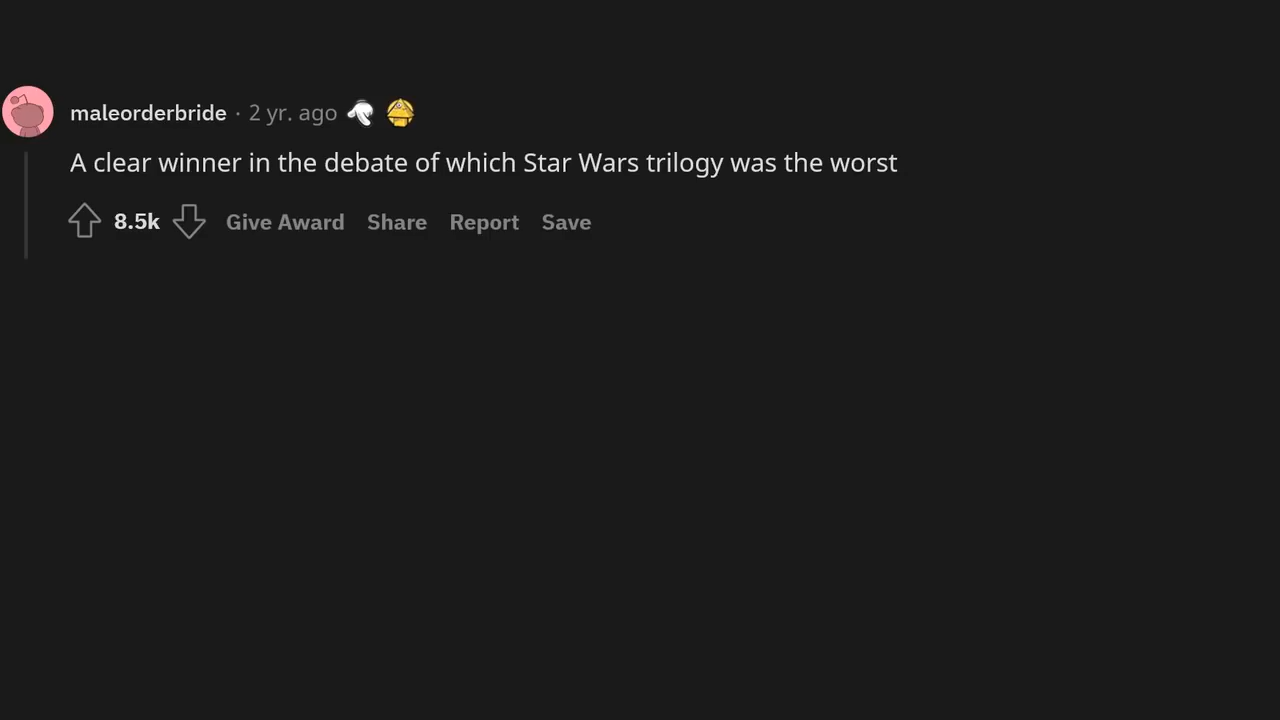 maleorderbride · 2 yr. ago
A clear winner in the debate of which Star Wars trilogy was the worst
8.5k Give Award Share Report Save